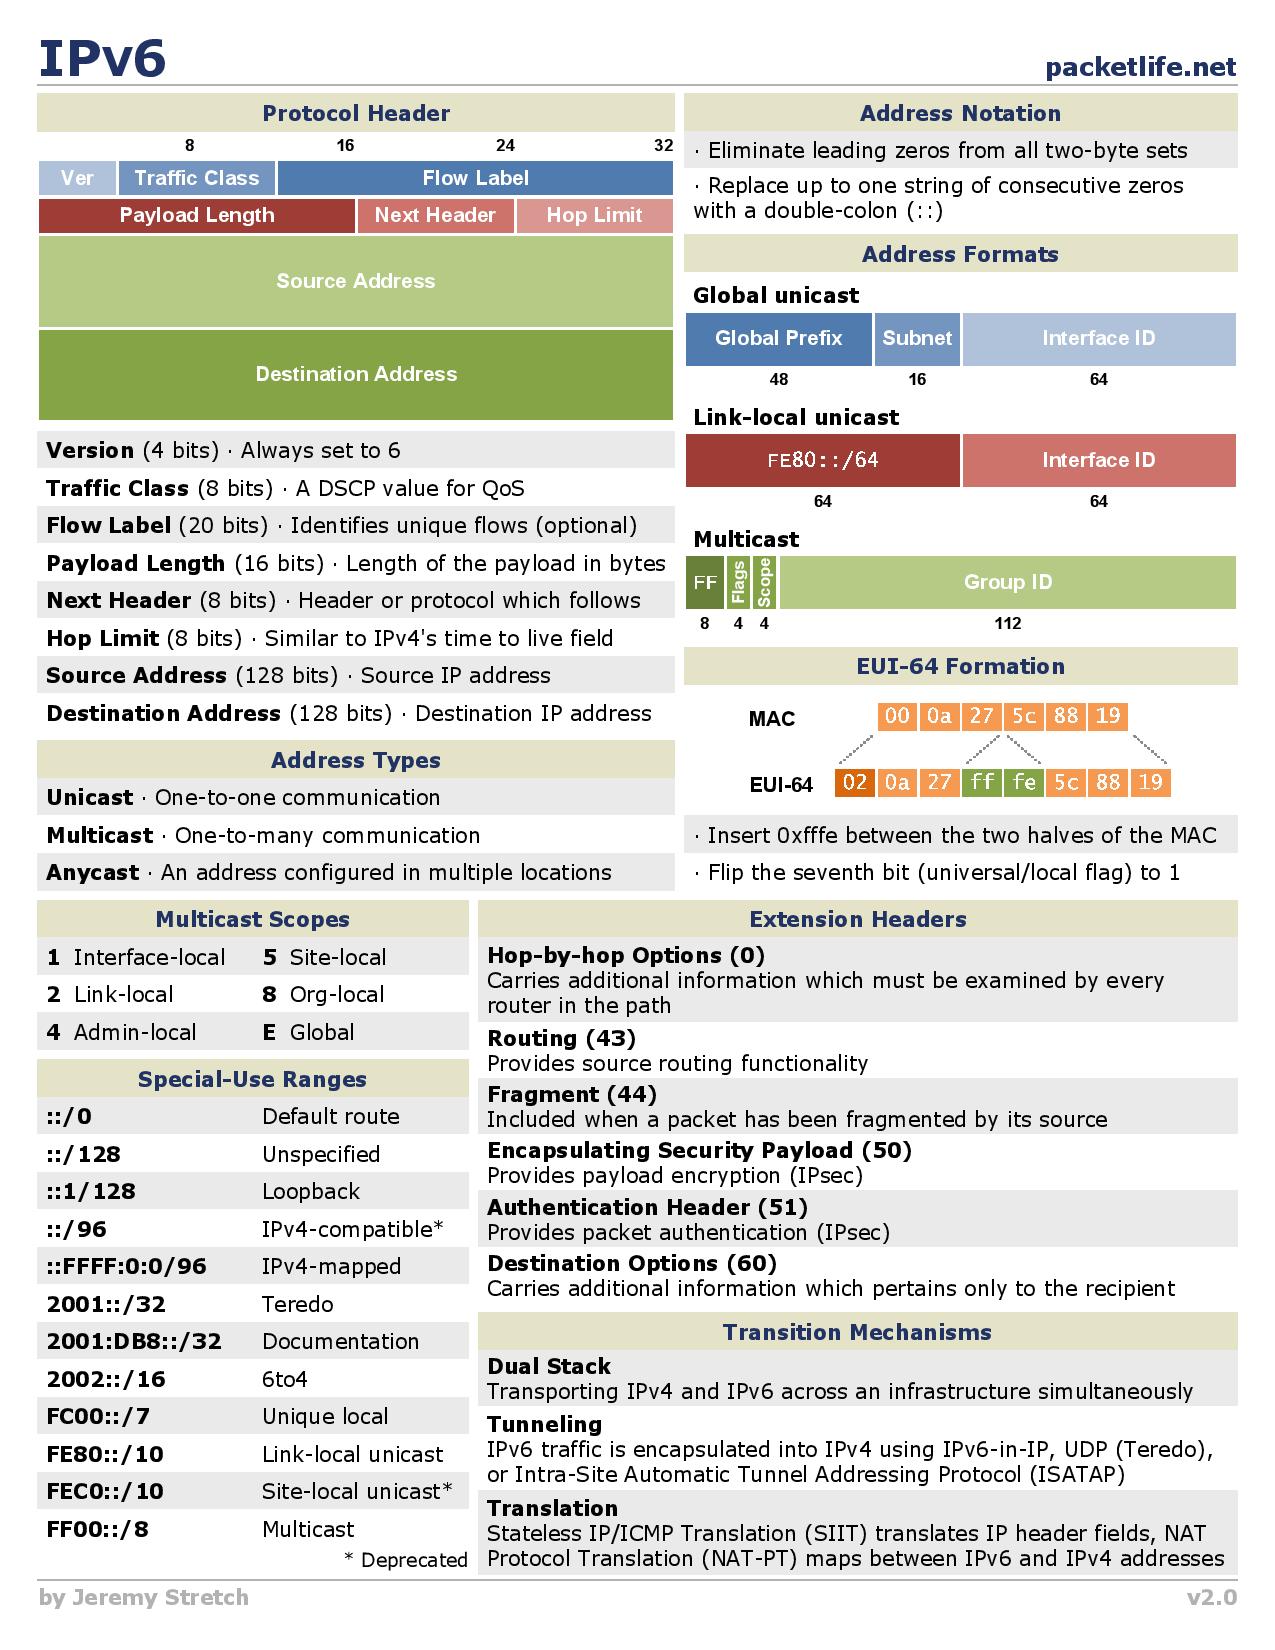 IPv6
packetlife.net
Protocol Header
8 16 24 32
Ver Traffic Class Flow Label
Payload Length Next Header Hop Limit
Source Address
Destination Address
Version (4 bits) · Always set to 6
Traffic Class (8 bits) · A DSCP value for QoS
Flow Label (20 bits) · Identifies unique flows (optional)
Payload Length (16 bits) · Length of the payload in bytes
Next Header (8 bits) · Header or protocol which follows
Hop Limit (8 bits) · Similar to IPv4's time to live field
Source Address (128 bits) · Source IP address
Destination Address (128 bits) · Destination IP address
Address Types
Unicast · One-to-one communication
Multicast · One-to-many communication
Anycast · An address configured in multiple locations
Address Notation
· Eliminate leading zeros from all two-byte sets
· Replace up to one string of consecutive zeros
with a double-colon (::)
Address Formats
Global unicast
Global Prefix Subnet Interface ID
48 16 64
Link-local unicast
FE80::/64 Interface ID
64 64
Multicast
FF Flags Scope Group ID
8 4 4 112
EUI-64 Formation
MAC 00 0a 27 5c 88 19
EUI-64 02 0a 27 ff fe 5c 88 19
· Insert 0xfffe between the two halves of the MAC
· Flip the seventh bit (universal/local flag) to 1
Multicast Scopes
1 Interface-local 5 Site-local
2 Link-local 8 Org-local
4 Admin-local E Global
Special-Use Ranges
::/0 Default route
::/128 Unspecified
::1/128 Loopback
::/96 IPv4-compatible*
::FFFF:0:0/96 IPv4-mapped
2001::/32 Teredo
2001:DB8::/32 Documentation
2002::/16 6to4
FC00::/7 Unique local
FE80::/10 Link-local unicast
FEC0::/10 Site-local unicast*
FF00::/8 Multicast
* Deprecated
Extension Headers
Hop-by-hop Options (0)
Carries additional information which must be examined by every
router in the path
Routing (43)
Provides source routing functionality
Fragment (44)
Included when a packet has been fragmented by its source
Encapsulating Security Payload (50)
Provides payload encryption (IPsec)
Authentication Header (51)
Provides packet authentication (IPsec)
Destination Options (60)
Carries additional information which pertains only to the recipient
Transition Mechanisms
Dual Stack
Transporting IPv4 and IPv6 across an infrastructure simultaneously
Tunneling
IPv6 traffic is encapsulated into IPv4 using IPv6-in-IP, UDP (Teredo),
or Intra-Site Automatic Tunnel Addressing Protocol (ISATAP)
Translation
Stateless IP/ICMP Translation (SIIT) translates IP header fields, NAT
Protocol Translation (NAT-PT) maps between IPv6 and IPv4 addresses
by Jeremy Stretch
v2.0